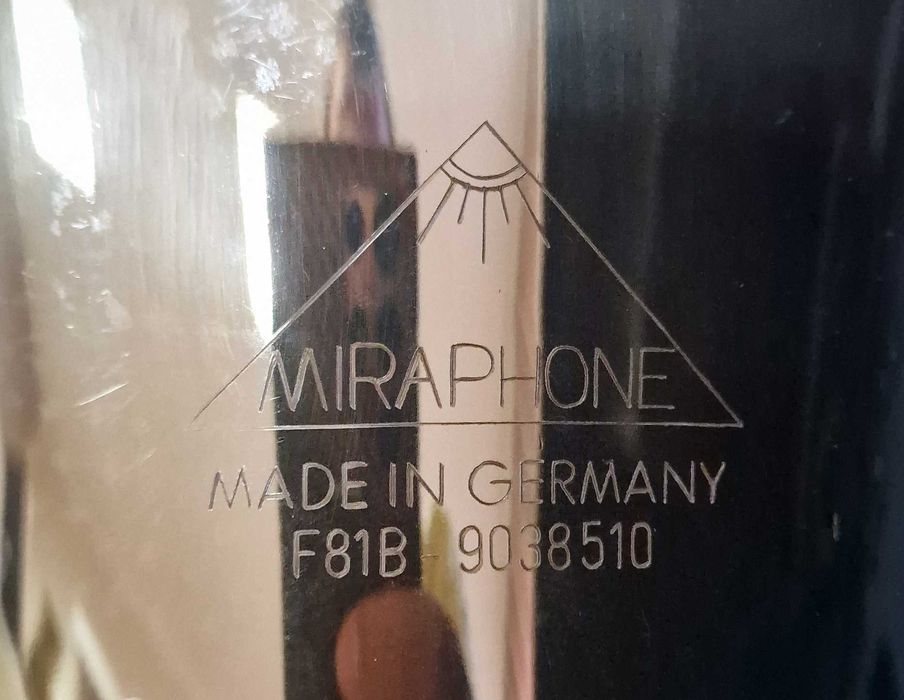 MIRAPHONE
MADE IN GERMANY
F81B - 9038510